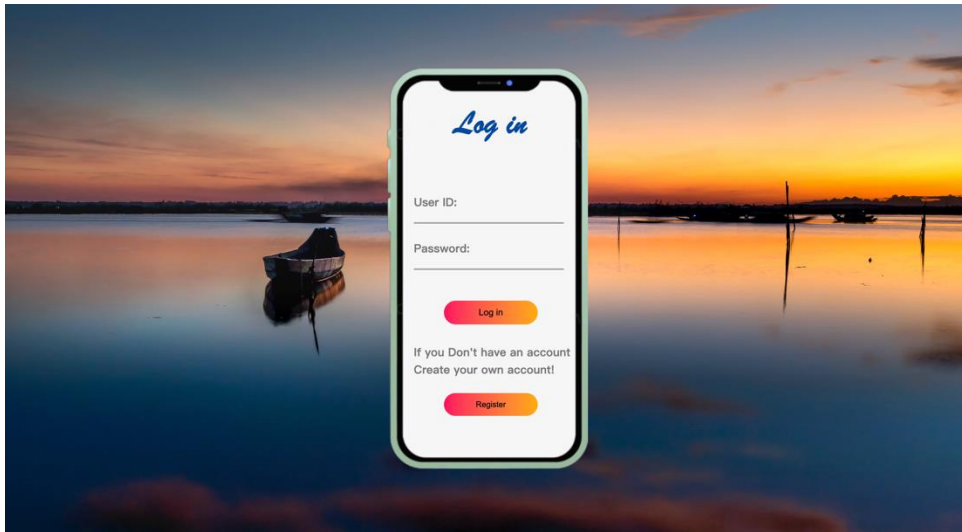 Log in
User ID:
Password:
Log in
If you Don't have an account
Create your own account!
Register